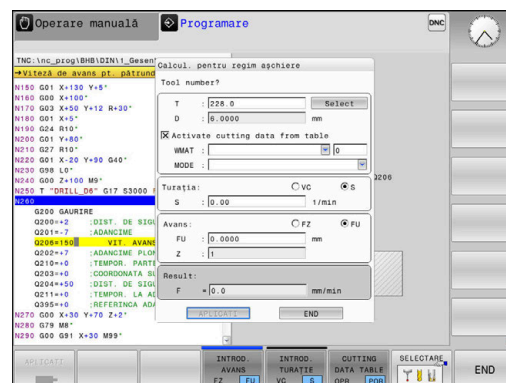 Operare manuală
Programare
DNC
TNC:\nc_prog\BHB\DIN\1_Gesen
→Viteză de avans pt. pătrund
N150 G01 X+130 Y+5*
N160 G00 X+100*
N170 G03 X+50 Y+12 R+30*
N180 G01 X+5*
N190 G24 R10*
N200 G01 Y+80*
N210 G27 R10*
N220 G01 X-20 Y+90 G40*
N230 G98 L0*
N240 G00 Z+100 M9*
N250 T "DRILL_D6" G17 S3000
N260
G200 GAURIRE
Q200=+2 ;DIST. DE SIGU
Q201=-7 ;ADANCIME
Q206=150 VIT. AVANS
Q202=+7 ;ADANCIME PLON
Q210=+0 ;TEMPOR. PARTE
Q203=+0 ;COORDONATA SU
Q204=+50 ;DIST. DE SIGU
Q211=+0 ;TEMPOR. LA AD
Q395=+0 ;REFERINCA ADA
N270 G00 X+30 Y+70 Z+2*
N280 G79 M8*
N290 G00 G91 X+30 M99*
Calcul. pentru regim așchiere
Tool number?
T : 228.0 Select
D : 6.0000 mm
Activate cutting data from table
WMAT : 0
MODE :
Turația: VC S
S : 0.00 1/min
Avans: FZ FU
FU : 0.0000 mm
Z : 1
Result:
F = 0.0 mm/min
APLICATI END
Q206
APLICATI
INTROD. AVANS FZ FU
INTROD. TURAȚIE VC S
CUTTING DATA TABLE OPR POR
SELECTARE
END